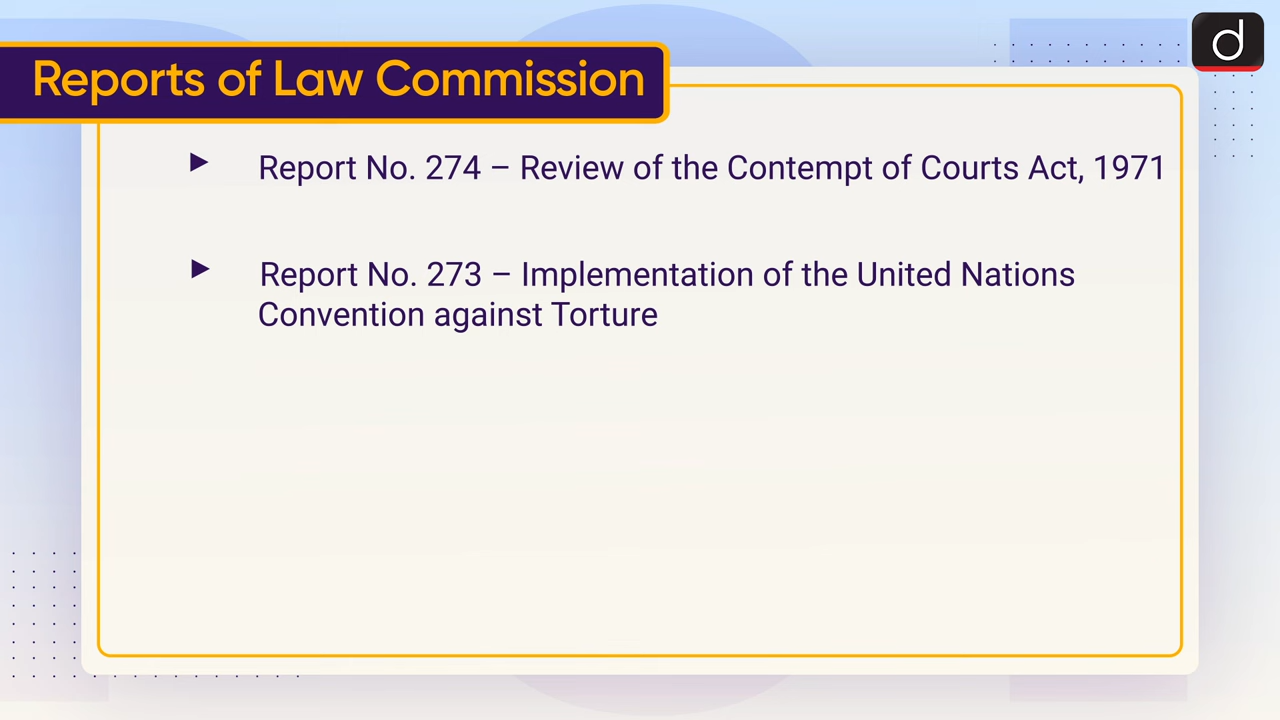 Reports of Law Commission
d
▶ Report No. 274 – Review of the Contempt of Courts Act, 1971
▶ Report No. 273 – Implementation of the United Nations
Convention against Torture